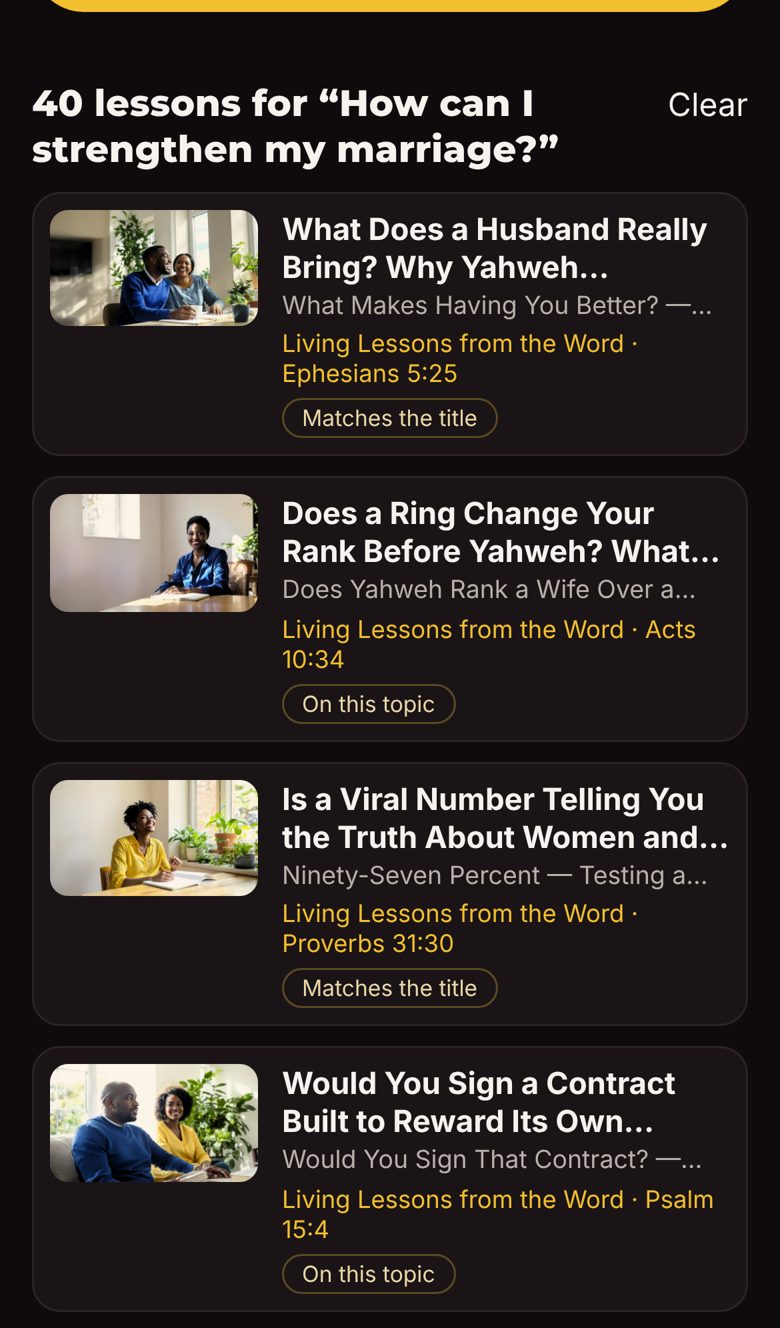 40 lessons for “How can I
strengthen my marriage?”
Clear
What Does a Husband Really
Bring? Why Yahweh...
What Makes Having You Better? —...
Living Lessons from the Word ·
Ephesians 5:25
Matches the title
Does a Ring Change Your
Rank Before Yahweh? What...
Does Yahweh Rank a Wife Over a...
Living Lessons from the Word · Acts
10:34
On this topic
Is a Viral Number Telling You
the Truth About Women and...
Ninety-Seven Percent — Testing a...
Living Lessons from the Word ·
Proverbs 31:30
Matches the title
Would You Sign a Contract
Built to Reward Its Own...
Would You Sign That Contract? —...
Living Lessons from the Word · Psalm
15:4
On this topic